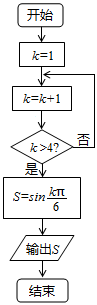 开始
k=1
k=k+1
k>4?
否
是
S=sin kπ/6
输出S
结束